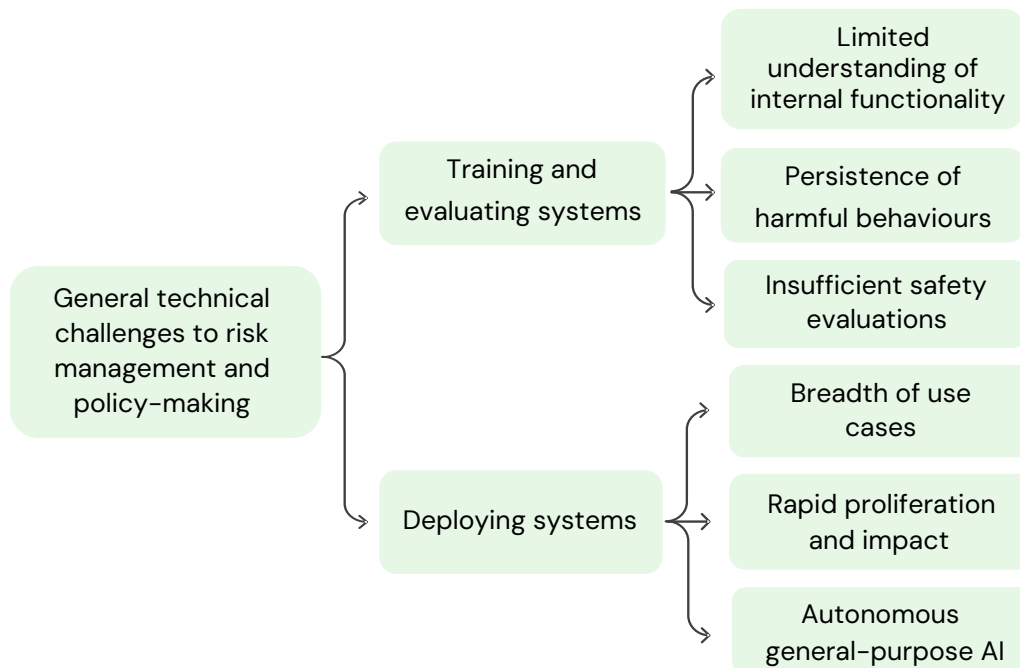 General technical
challenges to risk
management and
policy-making
Training and
evaluating systems
Limited
understanding of
internal functionality
Persistence of
harmful behaviours
Insufficient safety
evaluations
Deploying systems
Breadth of use
cases
Rapid proliferation
and impact
Autonomous
general-purpose AI